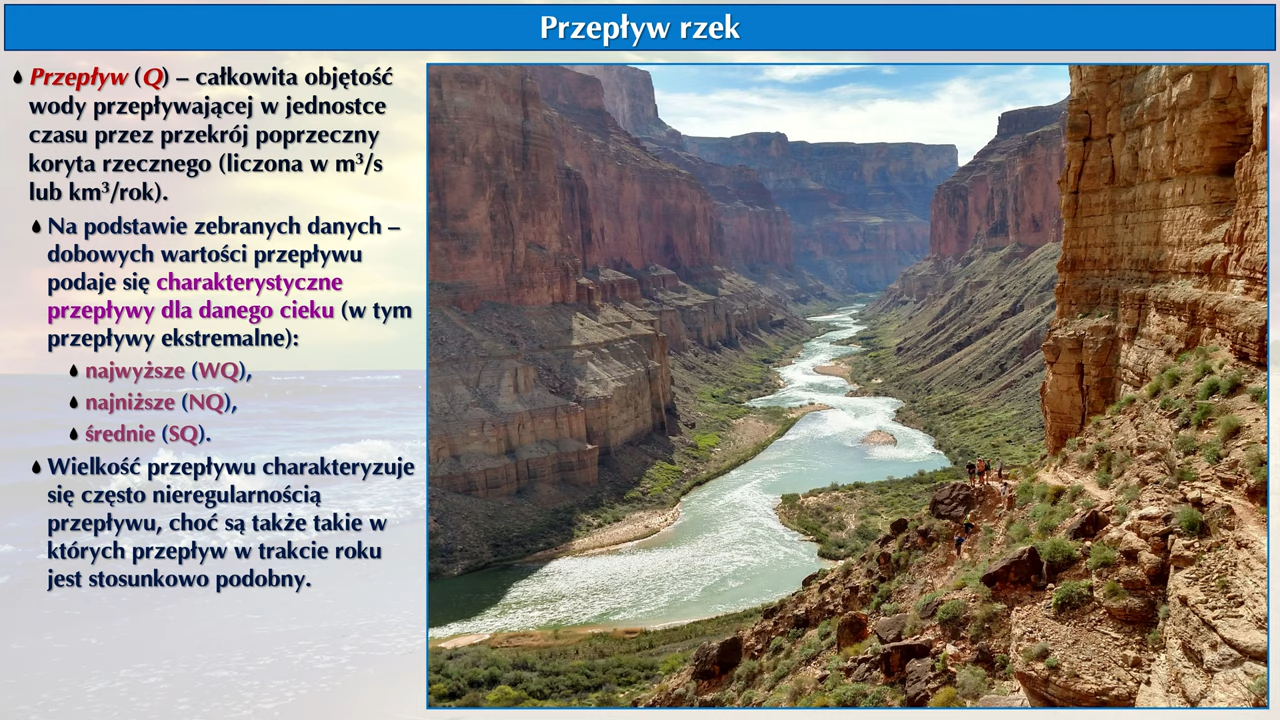 Przepływ rzek
Przepływ (Q) – całkowita objętość
wody przepływającej w jednostce
czasu przez przekrój poprzeczny
koryta rzecznego (liczona w m³/s
lub km³/rok).
Na podstawie zebranych danych –
dobowych wartości przepływu
podaje się charakterystyczne
przepływy dla danego cieku (w tym
przepływy ekstremalne):
najwyższe (WQ),
najniższe (NQ),
średnie (SQ).
Wielkość przepływu charakteryzuje
się często nieregularnością
przepływu, choć są także takie w
których przepływ w trakcie roku
jest stosunkowo podobny.